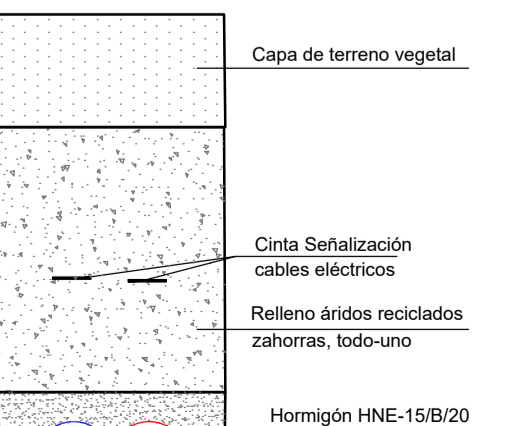 Capa de terreno vegetal
Cinta Señalización
cables eléctricos
Relleno áridos reciclados
zahorras, todo-uno
Hormigón HNE-15/B/20